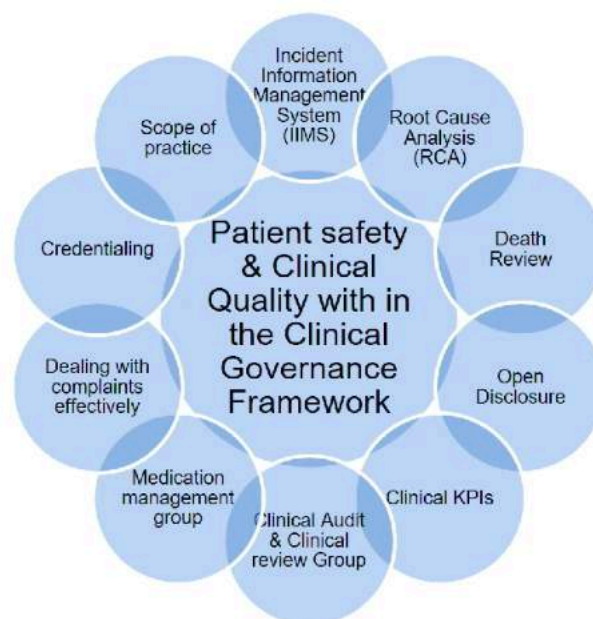 Incident
Information
Management
System
(IIMS)
Root Cause
Analysis
(RCA)
Death
Review
Open
Disclosure
Clinical KPIs
Clinical Audit
& Clinical
review Group
Medication
management
group
Dealing with
complaints
effectively
Credentialing
Scope of
practice
Patient safety
& Clinical
Quality with in
the Clinical
Governance
Framework